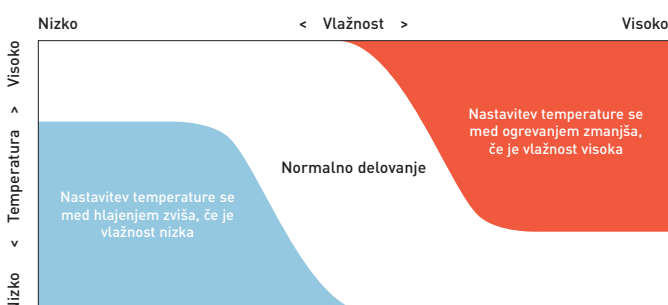 Nizko < Vlažnost > Visoko
Nizko < Temperatura > Visoko
Nastavitev temperature se
med ogrevanjem zmanjša,
če je vlažnost visoka
Normalno delovanje
Nastavitev temperature se
med hlajenjem zviša, če je
vlažnost nizka